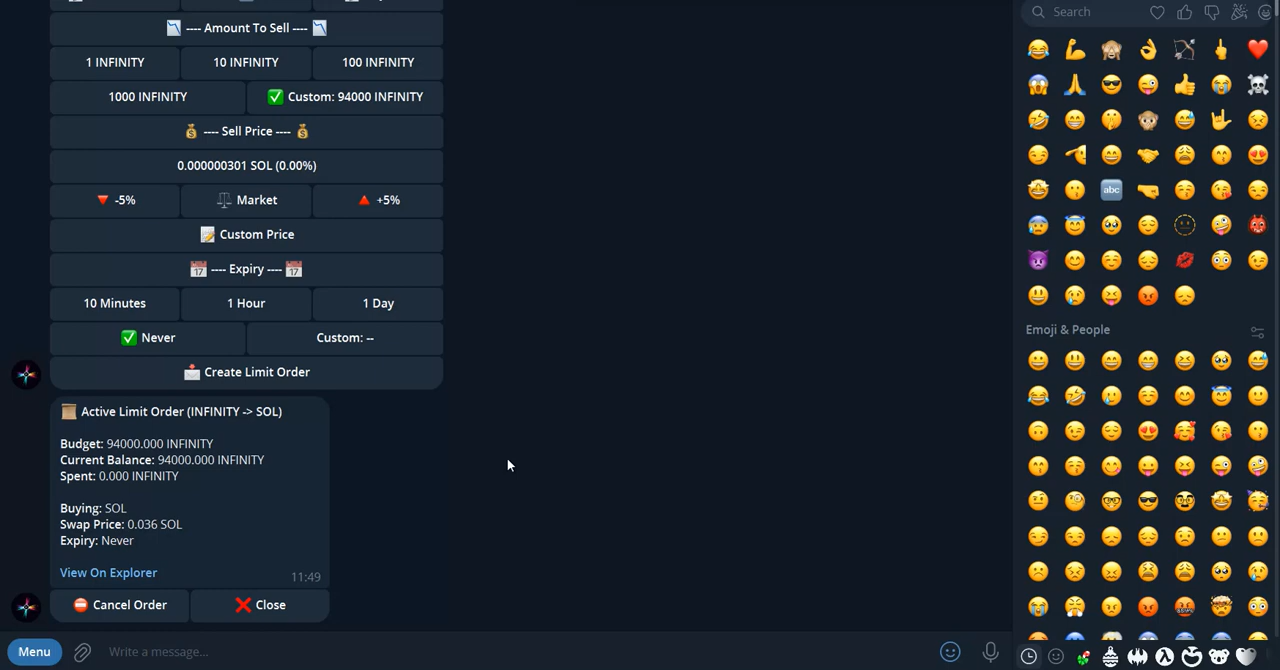 ---- Amount To Sell ----
1 INFINITY 10 INFINITY 100 INFINITY
1000 INFINITY Custom: 94000 INFINITY
---- Sell Price ----
0.000000301 SOL (0.00%)
-5% Market +5%
Custom Price
---- Expiry ----
10 Minutes 1 Hour 1 Day
Never Custom: --
Create Limit Order
Active Limit Order (INFINITY -> SOL)
Budget: 94000.000 INFINITY
Current Balance: 94000.000 INFINITY
Spent: 0.000 INFINITY
Buying: SOL
Swap Price: 0.036 SOL
Expiry: Never
View On Explorer
11:49
Cancel Order Close
Menu Write a message...
Search
abc
Emoji & People